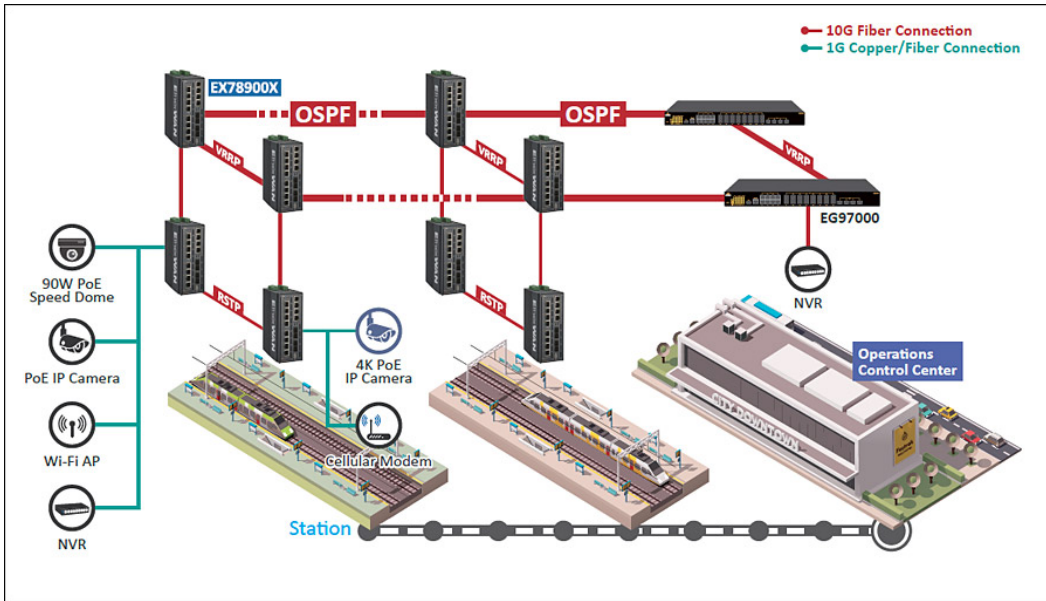 10G Fiber Connection
1G Copper/Fiber Connection
EX78900X
OSPF
OSPF
VRRP
VRRP
VRRP
EG97000
90W PoE
Speed Dome
RSTP
RSTP
NVR
PoE IP Camera
4K PoE
IP Camera
Operations
Control Center
CITY DOWNTOWN
Wi-Fi AP
Cellular Modem
Station
NVR